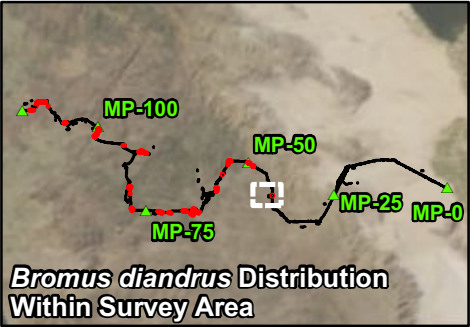 MP-100
MP-50
MP-25
MP-0
MP-75
Bromus diandrus Distribution
Within Survey Area